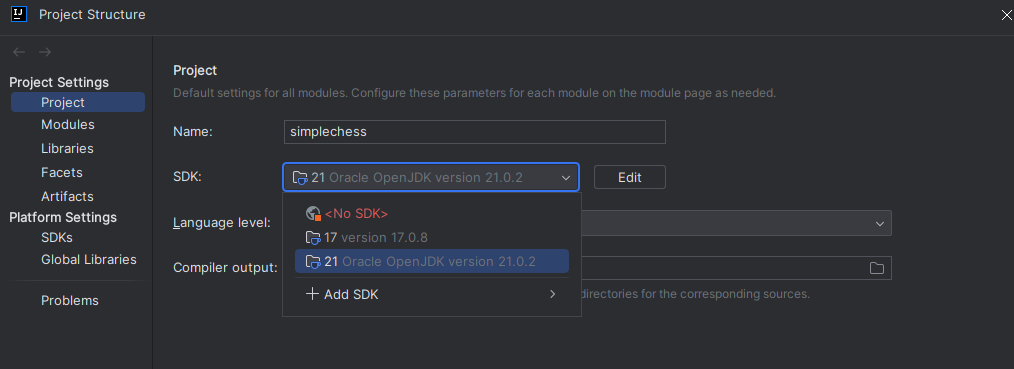 IJ Project Structure
Project Settings
Project
Modules
Libraries
Facets
Artifacts
Platform Settings
SDKs
Global Libraries
Problems
Project
Default settings for all modules. Configure these parameters for each module on the module page as needed.
Name: simplechess
SDK: 21 Oracle OpenJDK version 21.0.2 Edit
<No SDK>
17 version 17.0.8
21 Oracle OpenJDK version 21.0.2
Add SDK
Language level:
Compiler output:
directories for the corresponding sources.